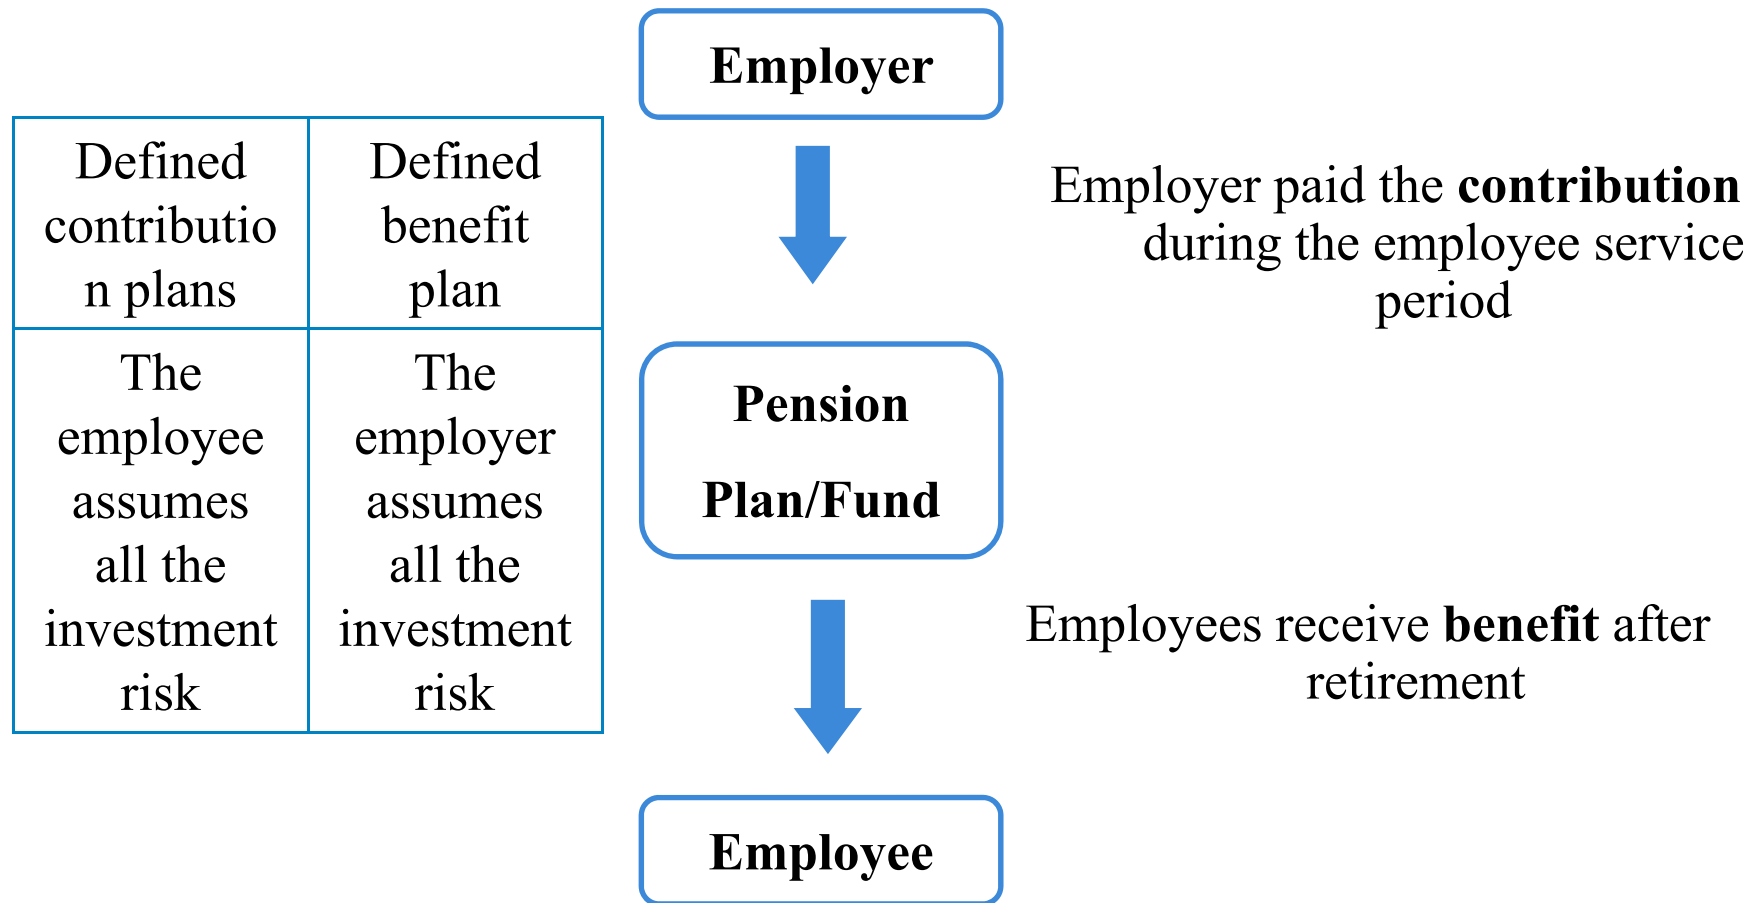 Employer
Defined
contributio
n plans
Defined
benefit
plan
The
employee
assumes
all the
investment
risk
The
employer
assumes
all the
investment
risk
Employer paid the contribution
during the employee service
period
Pension
Plan/Fund
Employees receive benefit after
retirement
Employee